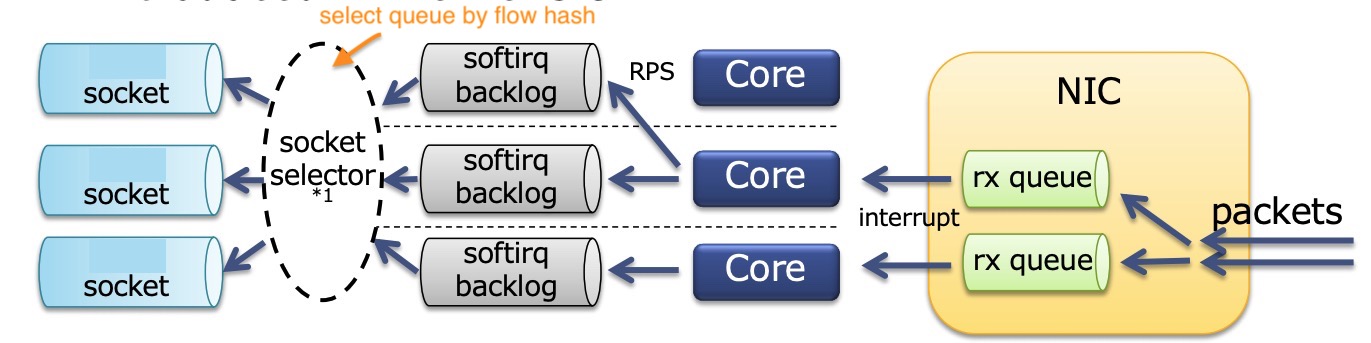 select queue by flow hash
softirq
backlog
RPS
Core
NIC
socket
socket
selector
*1
softirq
backlog
Core
rx queue
socket
interrupt
packets
softirq
backlog
Core
rx queue
socket